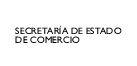 SECRETARÍA DE ESTADO
DE COMERCIO